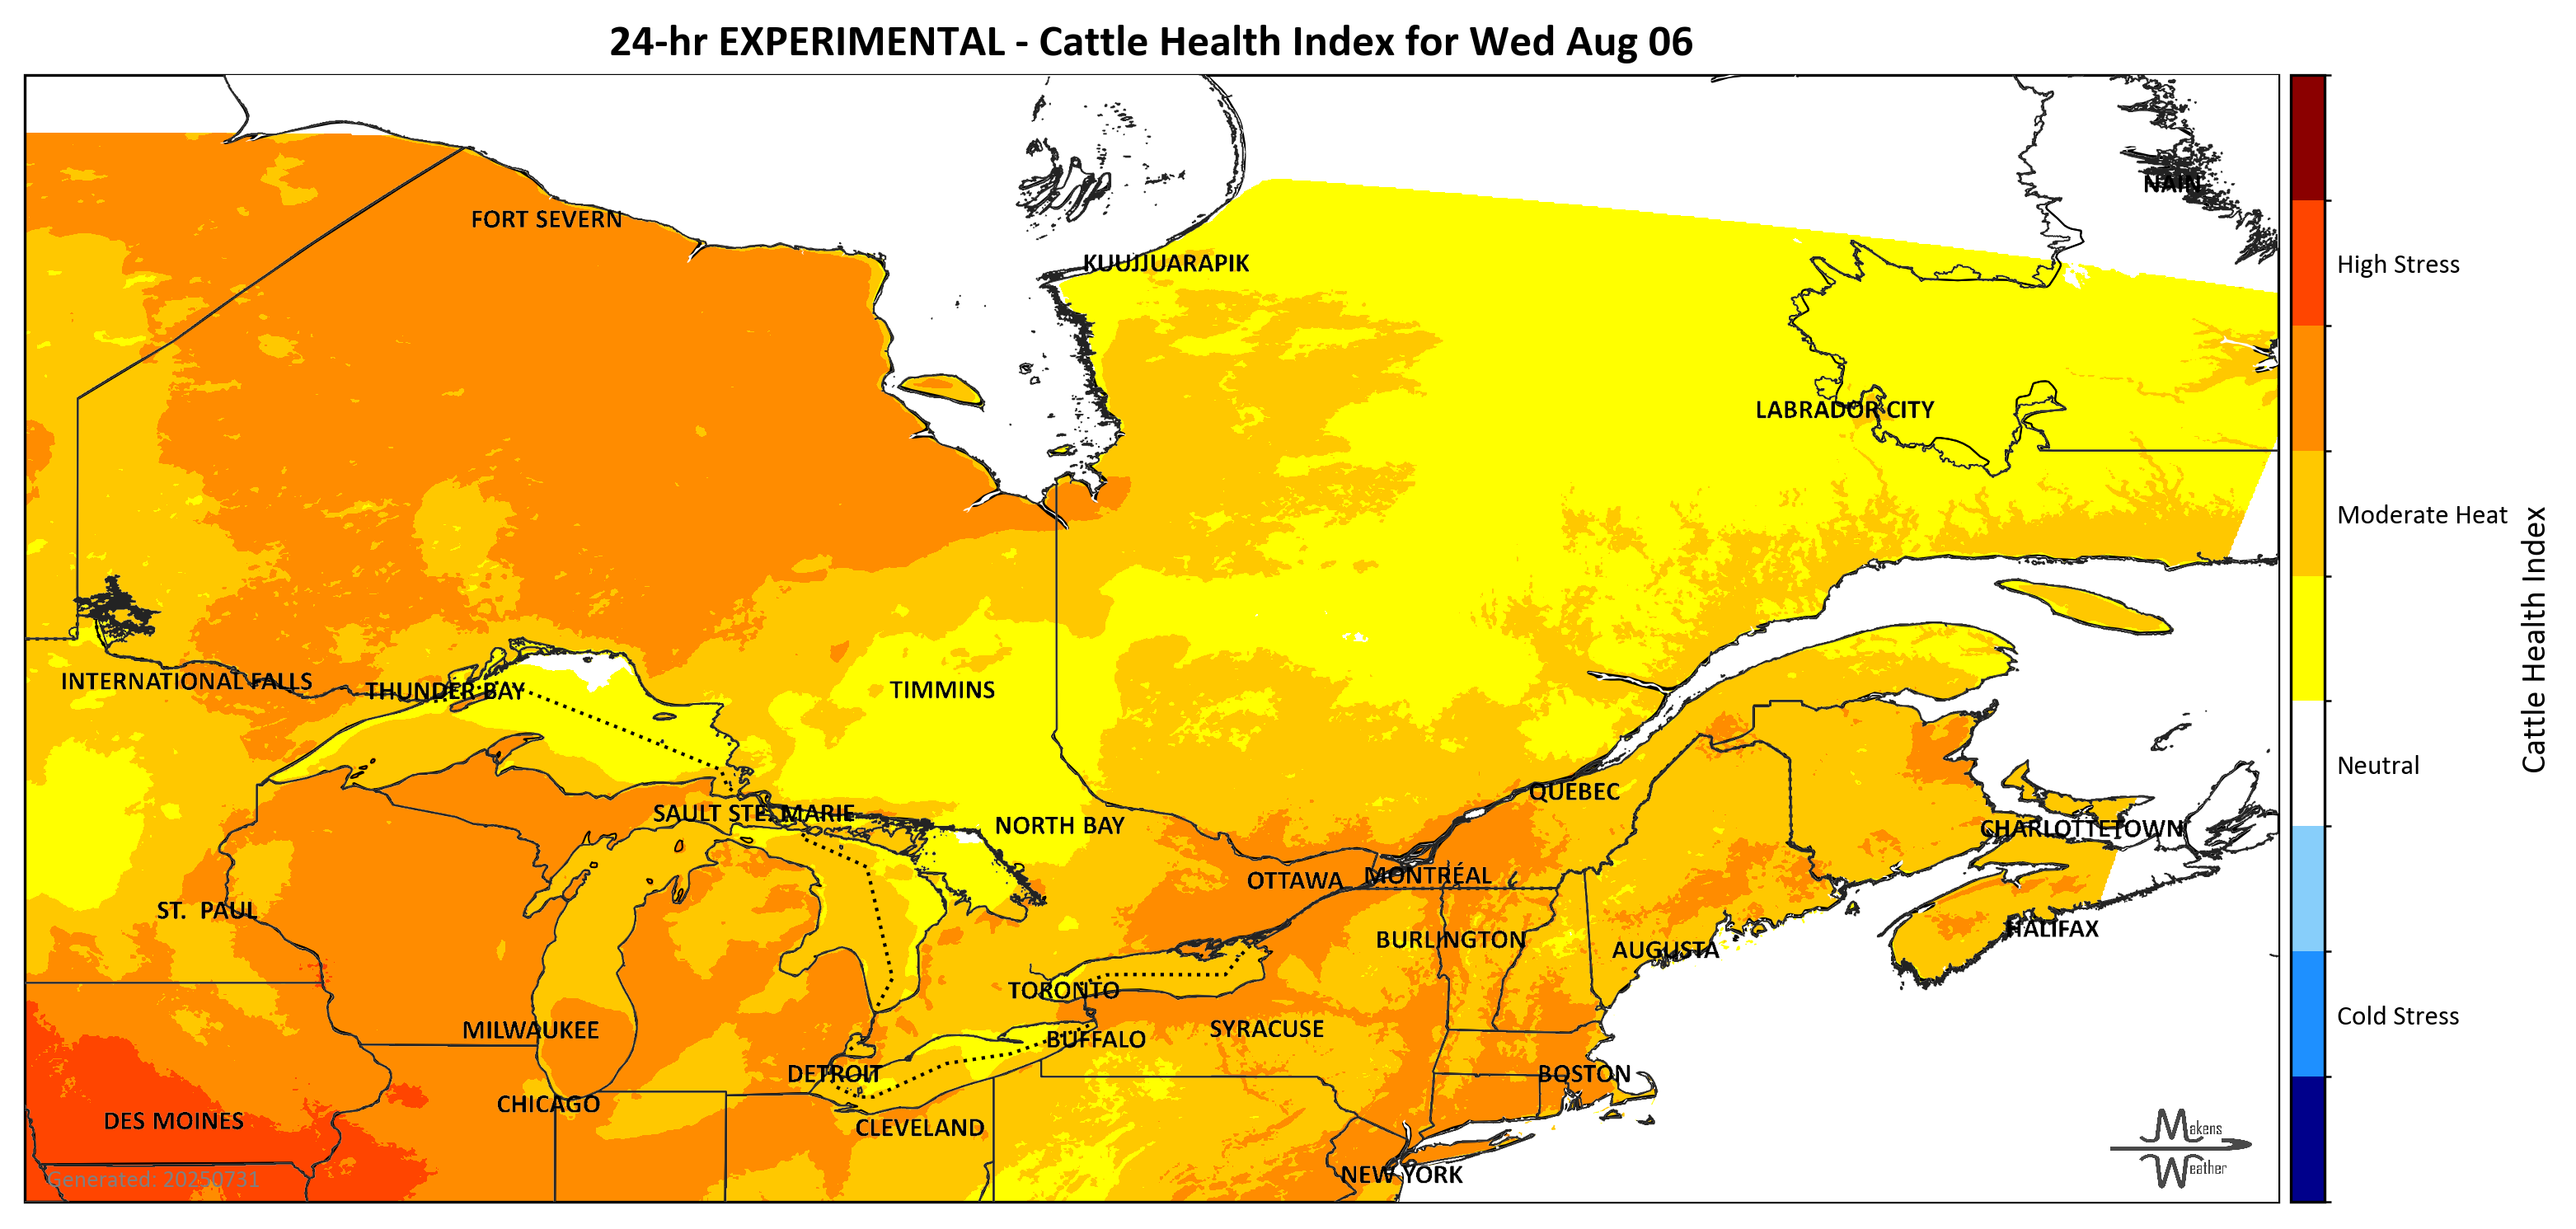 24-hr EXPERIMENTAL - Cattle Health Index for Wed Aug 06
NAIN
FORT SEVERN
KUUJJUARAPIK
High Stress
LABRADOR CITY
Moderate Heat
Cattle Health Index
INTERNATIONAL FALLS
THUNDER BAY
TIMMINS
Neutral
QUEBEC
SAULT STE. MARIE
NORTH BAY
CHARLOTTETOWN
OTTAWA
MONTRÉAL
ST. PAUL
HALIFAX
BURLINGTON
AUGUSTA
TORONTO
Cold Stress
MILWAUKEE
SYRACUSE
BUFFALO
DETROIT
BOSTON
CHICAGO
DES MOINES
CLEVELAND
Makens
Weather
NEW YORK
Generated: 20250731